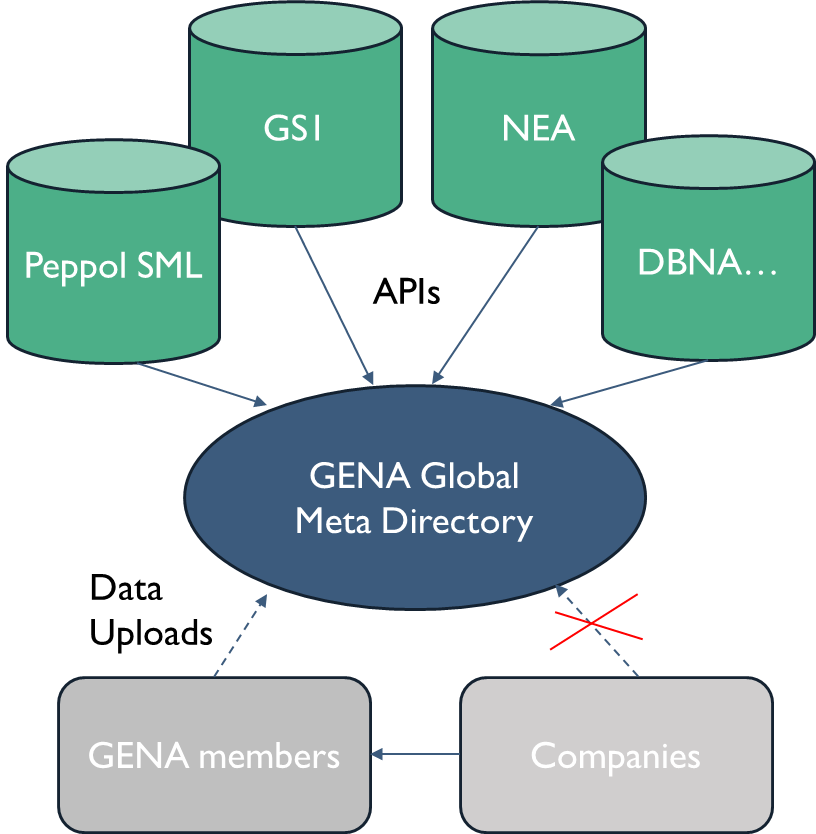 GS1
NEA
Peppol SML
DBNA…
APIs
GENA Global
Meta Directory
Data
Uploads
GENA members
Companies